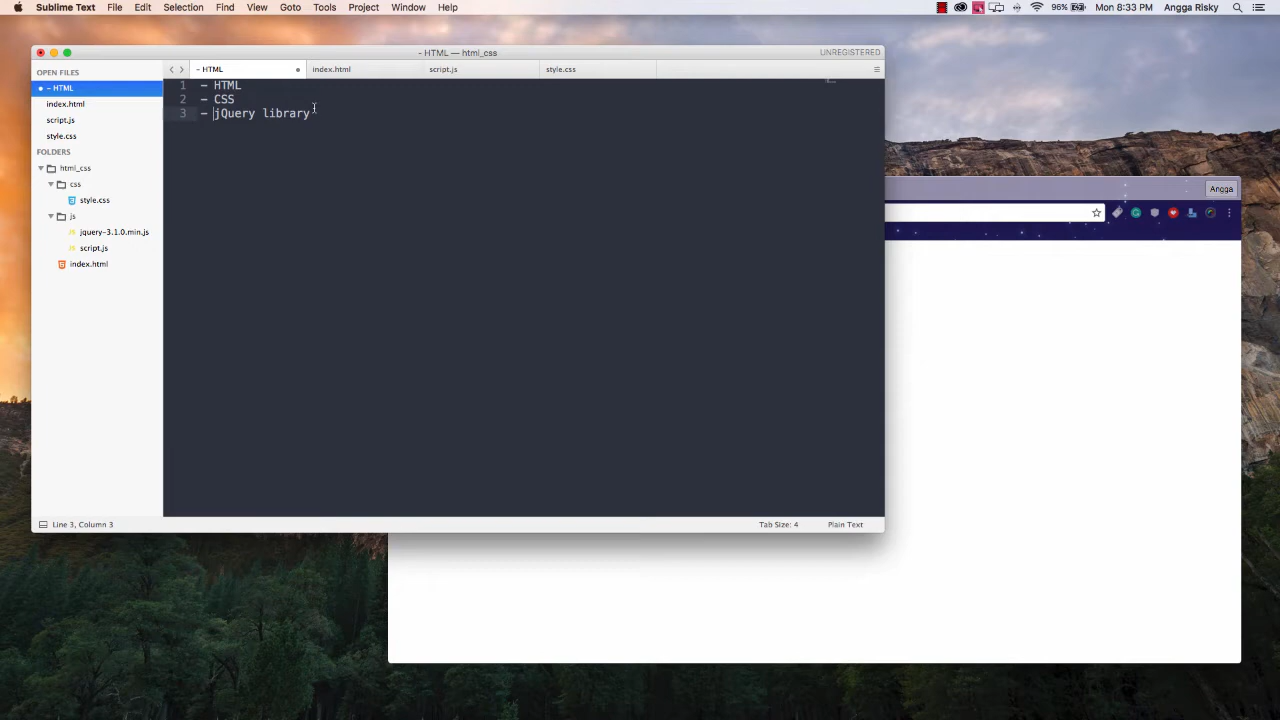 Sublime Text File Edit Selection Find View Goto Tools Project Window Help 96% Mon 8:33 PM Angga Risky
- HTML — html_css UNREGISTERED
OPEN FILES
- HTML
index.html
script.js
style.css
FOLDERS
html_css
css
style.css
js
JS jquery-3.1.0.min.js
JS script.js
index.html
- HTML index.html script.js style.css
1 - HTML
2 - CSS
3 - jQuery library
Line 3, Column 3 Tab Size: 4 Plain Text
Angga